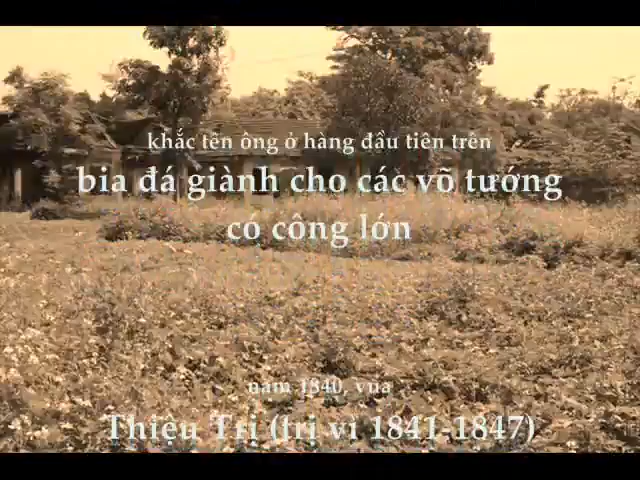 khắc tên ông ở hàng đầu tiên trên
bia đá giành cho các võ tướng
có công lớn
năm 1840, vua
Thiệu Trị (trị vì 1841-1847)